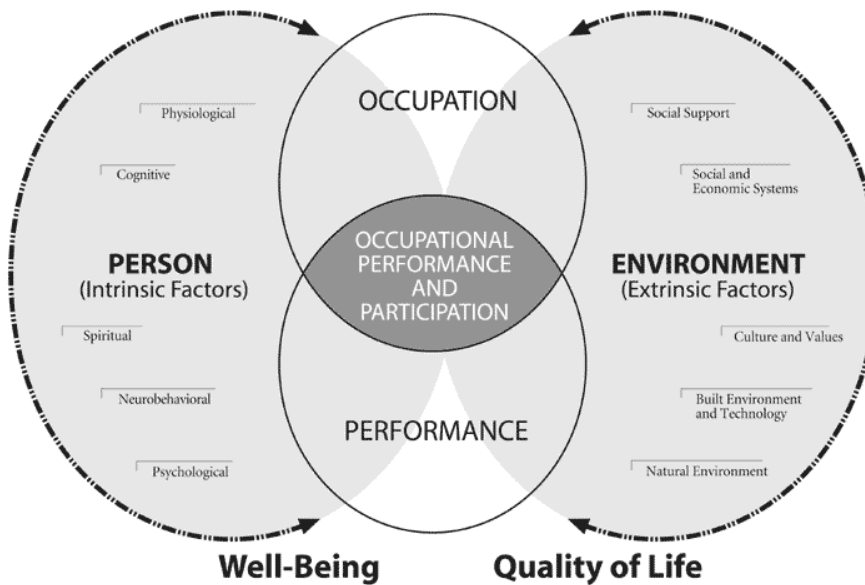 OCCUPATION
Physiological
Cognitive
PERSON
(Intrinsic Factors)
Spiritual
Neurobehavioral
Psychological
OCCUPATIONAL
PERFORMANCE
AND
PARTICIPATION
PERFORMANCE
Social Support
Social and
Economic Systems
ENVIRONMENT
(Extrinsic Factors)
Culture and Values
Built Environment
and Technology
Natural Environment
Well-Being
Quality of Life